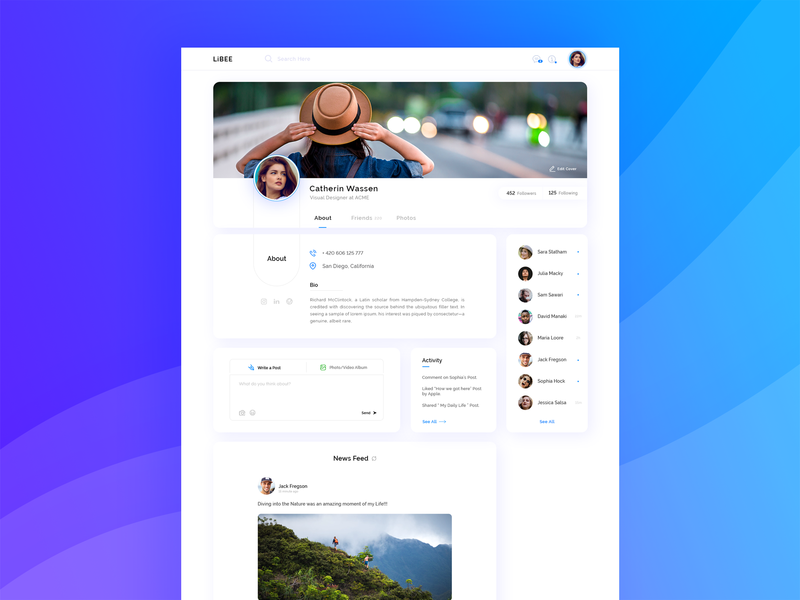 LiBEE
Search Here
Edit Cover
Catherin Wassen
Visual Designer at ACME
452 Followers
125 Following
About
Friends
Photos
About
+ 420 606 125 777
San Diego, California
Bio
Richard McClintock, a Latin scholar from Hampden-Sydney College, is
credited with discovering the source behind the ubiquitous filler text. In
seeing a sample of lorem ipsum, his interest was piqued by consectetur—a
genuine, albeit rare.
Sara Slatham
Julia Macky
Sam Sawan
David Manaki
Maria Loore
Jack Fregson
Sophia Hock
Jessica Salsa
See All
Write a Post
Photo/Video Album
What do you think about?
Send
Activity
Comment on Sophia's Post.
Liked "How we got here" Post
by Apple.
Shared " My Daily Life " Post.
See All
News Feed
Jack Fregson
Diving into the Nature was an amazing moment of my Life!!!